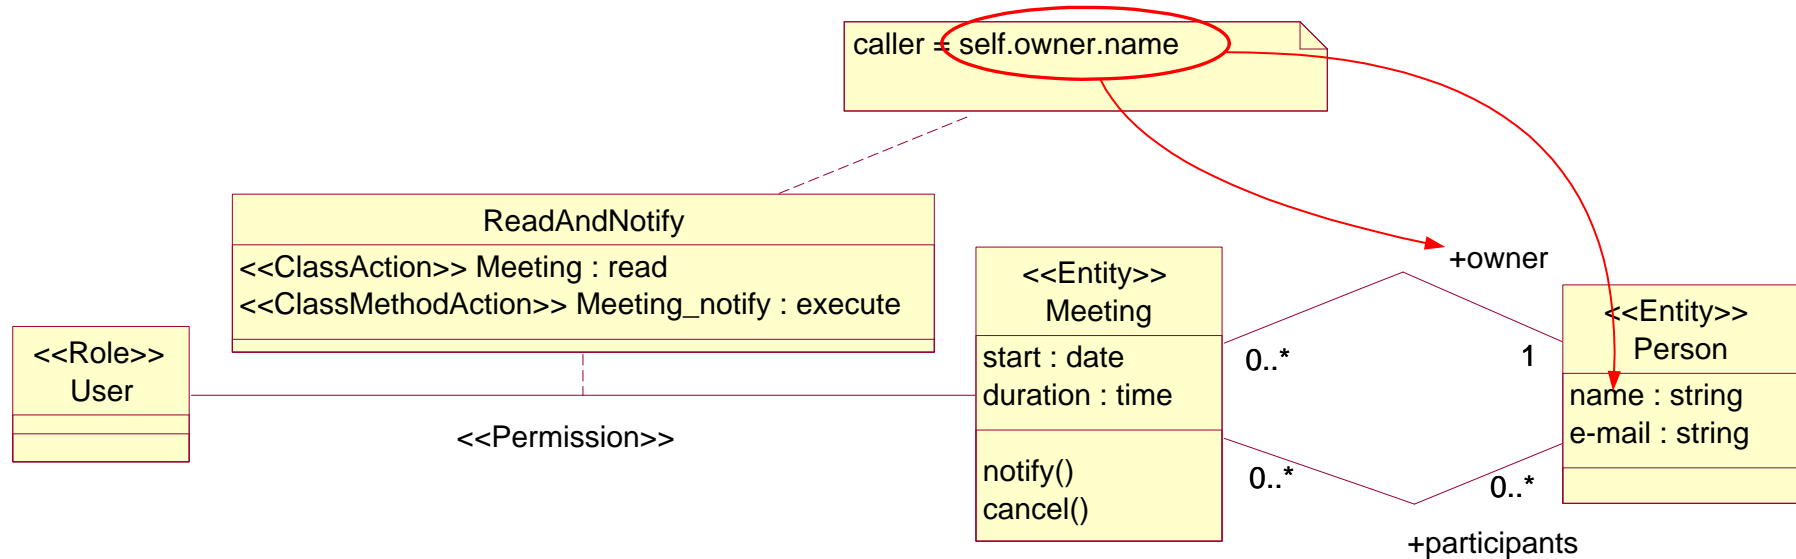 caller = self.owner.name
ReadAndNotify
<<ClassAction>> Meeting : read
<<ClassMethodAction>> Meeting_notify : execute
<<Role>>
User
<<Permission>>
<<Entity>>
Meeting
start : date
duration : time
notify()
cancel()
+owner
0..*
1
0..*
0..*
+participants
<<Entity>>
Person
name : string
e-mail : string